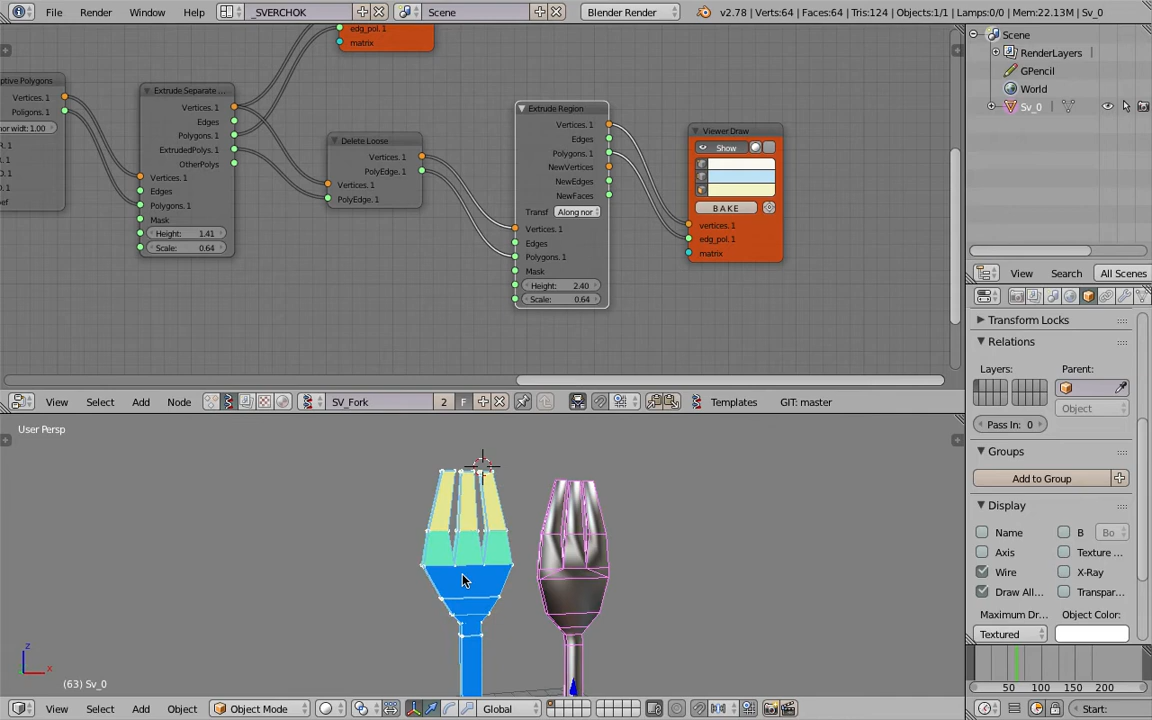 File Render Window Help _SVERCHOK Scene Blender Render v2.78 | Verts:64 | Faces:64 | Tris:124 | Objects:1/1 | Lamps:0/0 | Mem:22.13M | Sv_0
edg_pol. 1
matrix
ptive Polygons
Vertices. 1
Poligons. 1
nor widt: 1.00
Extrude Separate ...
Vertices. 1
Edges
Polygons. 1
ExtrudedPolys. 1
OtherPolys
Vertices. 1
Edges
Polygons. 1
Mask
Height: 1.41
Scale: 0.64
Delete Loose
Vertices. 1
PolyEdge. 1
Vertices. 1
PolyEdge. 1
Extrude Region
Vertices. 1
Edges
Polygons. 1
NewVertices
NewEdges
NewFaces
Transf Along nor
Vertices. 1
Edges
Polygons. 1
Mask
Height: 2.40
Scale: 0.64
Viewer Draw
Show
BAKE
vertices. 1
edg_pol. 1
matrix
View Select Add Node SV_Fork 2 F Templates GIT: master
User Persp
(63) Sv_0
z
x
View Select Add Object Object Mode Global
Scene
RenderLayers
GPencil
World
Sv_0
View Search All Scenes
Transform Locks
Relations
Layers: Parent:
Object
Pass In: 0
Groups
Add to Group
Display
Name B Bo
Axis Texture ...
Wire X-Ray
Draw All... Transpar...
Maximum Dr... Object Color:
Textured
50 100 150 200
Start: